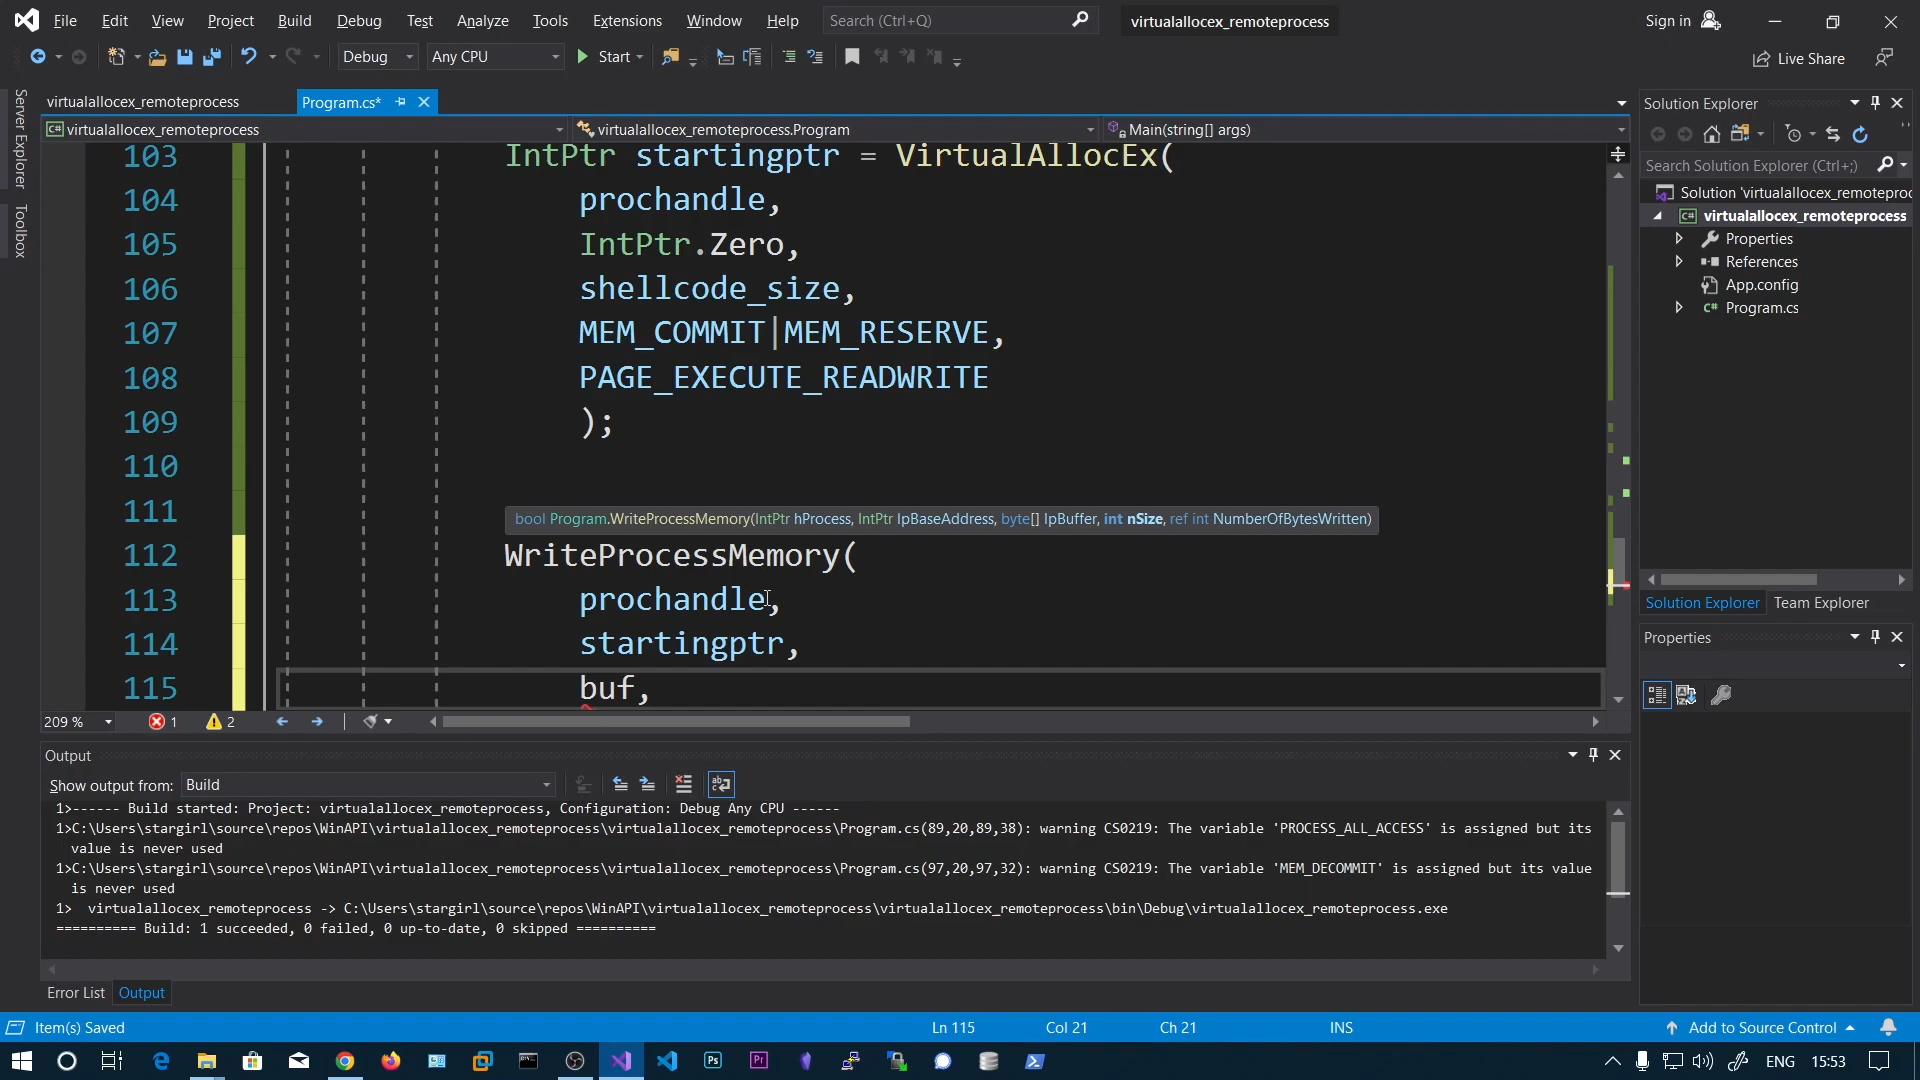 File Edit View Project Build Debug Test Analyze Tools Extensions Window Help Search (Ctrl+Q) virtualallocex_remoteprocess Sign in
Debug Any CPU Start Live Share
virtualallocex_remoteprocess Program.cs*
virtualallocex_remoteprocess virtualallocex_remoteprocess.Program Main(string[] args)
Server Explorer
Toolbox
103 IntPtr startingptr = VirtualAllocEx(
104 prochandle,
105 IntPtr.Zero,
106 shellcode_size,
107 MEM_COMMIT|MEM_RESERVE,
108 PAGE_EXECUTE_READWRITE
109 );
110
111
bool Program.WriteProcessMemory(IntPtr hProcess, IntPtr lpBaseAddress, byte[] lpBuffer, int nSize, ref int NumberOfBytesWritten)
112 WriteProcessMemory(
113 prochandle,
114 startingptr,
115 buf,
209 % 1 2
Solution Explorer
Search Solution Explorer (Ctrl+;)
Solution 'virtualallocex_remoteproc
virtualallocex_remoteprocess
Properties
References
App.config
C# Program.cs
Solution Explorer Team Explorer
Properties
Output
Show output from: Build
1>------ Build started: Project: virtualallocex_remoteprocess, Configuration: Debug Any CPU ------
1>C:\Users\stargirl\source\repos\WinAPI\virtualallocex_remoteprocess\virtualallocex_remoteprocess\Program.cs(89,20,89,38): warning CS0219: The variable 'PROCESS_ALL_ACCESS' is assigned but its
value is never used
1>C:\Users\stargirl\source\repos\WinAPI\virtualallocex_remoteprocess\virtualallocex_remoteprocess\Program.cs(97,20,97,32): warning CS0219: The variable 'MEM_DECOMMIT' is assigned but its value
is never used
1>  virtualallocex_remoteprocess -> C:\Users\stargirl\source\repos\WinAPI\virtualallocex_remoteprocess\virtualallocex_remoteprocess\bin\Debug\virtualallocex_remoteprocess.exe
========== Build: 1 succeeded, 0 failed, 0 up-to-date, 0 skipped ==========
Error List Output
Item(s) Saved Ln 115 Col 21 Ch 21 INS Add to Source Control
Ps Pr ENG 15:53